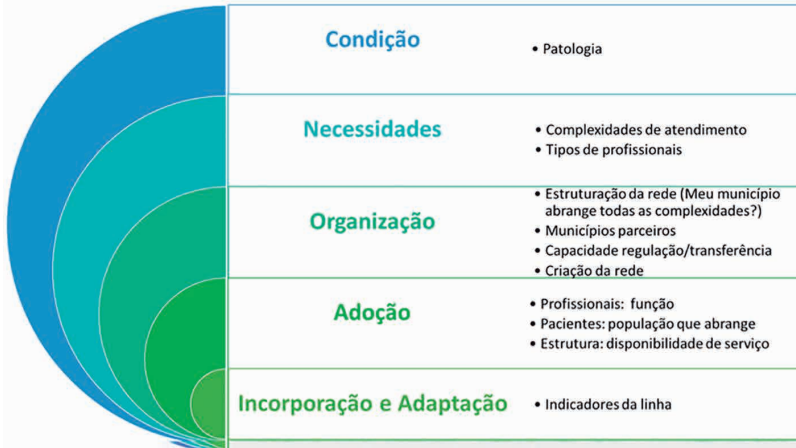 Condição
• Patologia
Necessidades
• Complexidades de atendimento
• Tipos de profissionais
Organização
• Estruturação da rede (Meu município
abrange todas as complexidades?)
• Municípios parceiros
• Capacidade regulação/transferência
• Criação da rede
Adoção
• Profissionais: função
• Pacientes: população que abrange
• Estrutura: disponibilidade de serviço
Incorporação e Adaptação
• Indicadores da linha